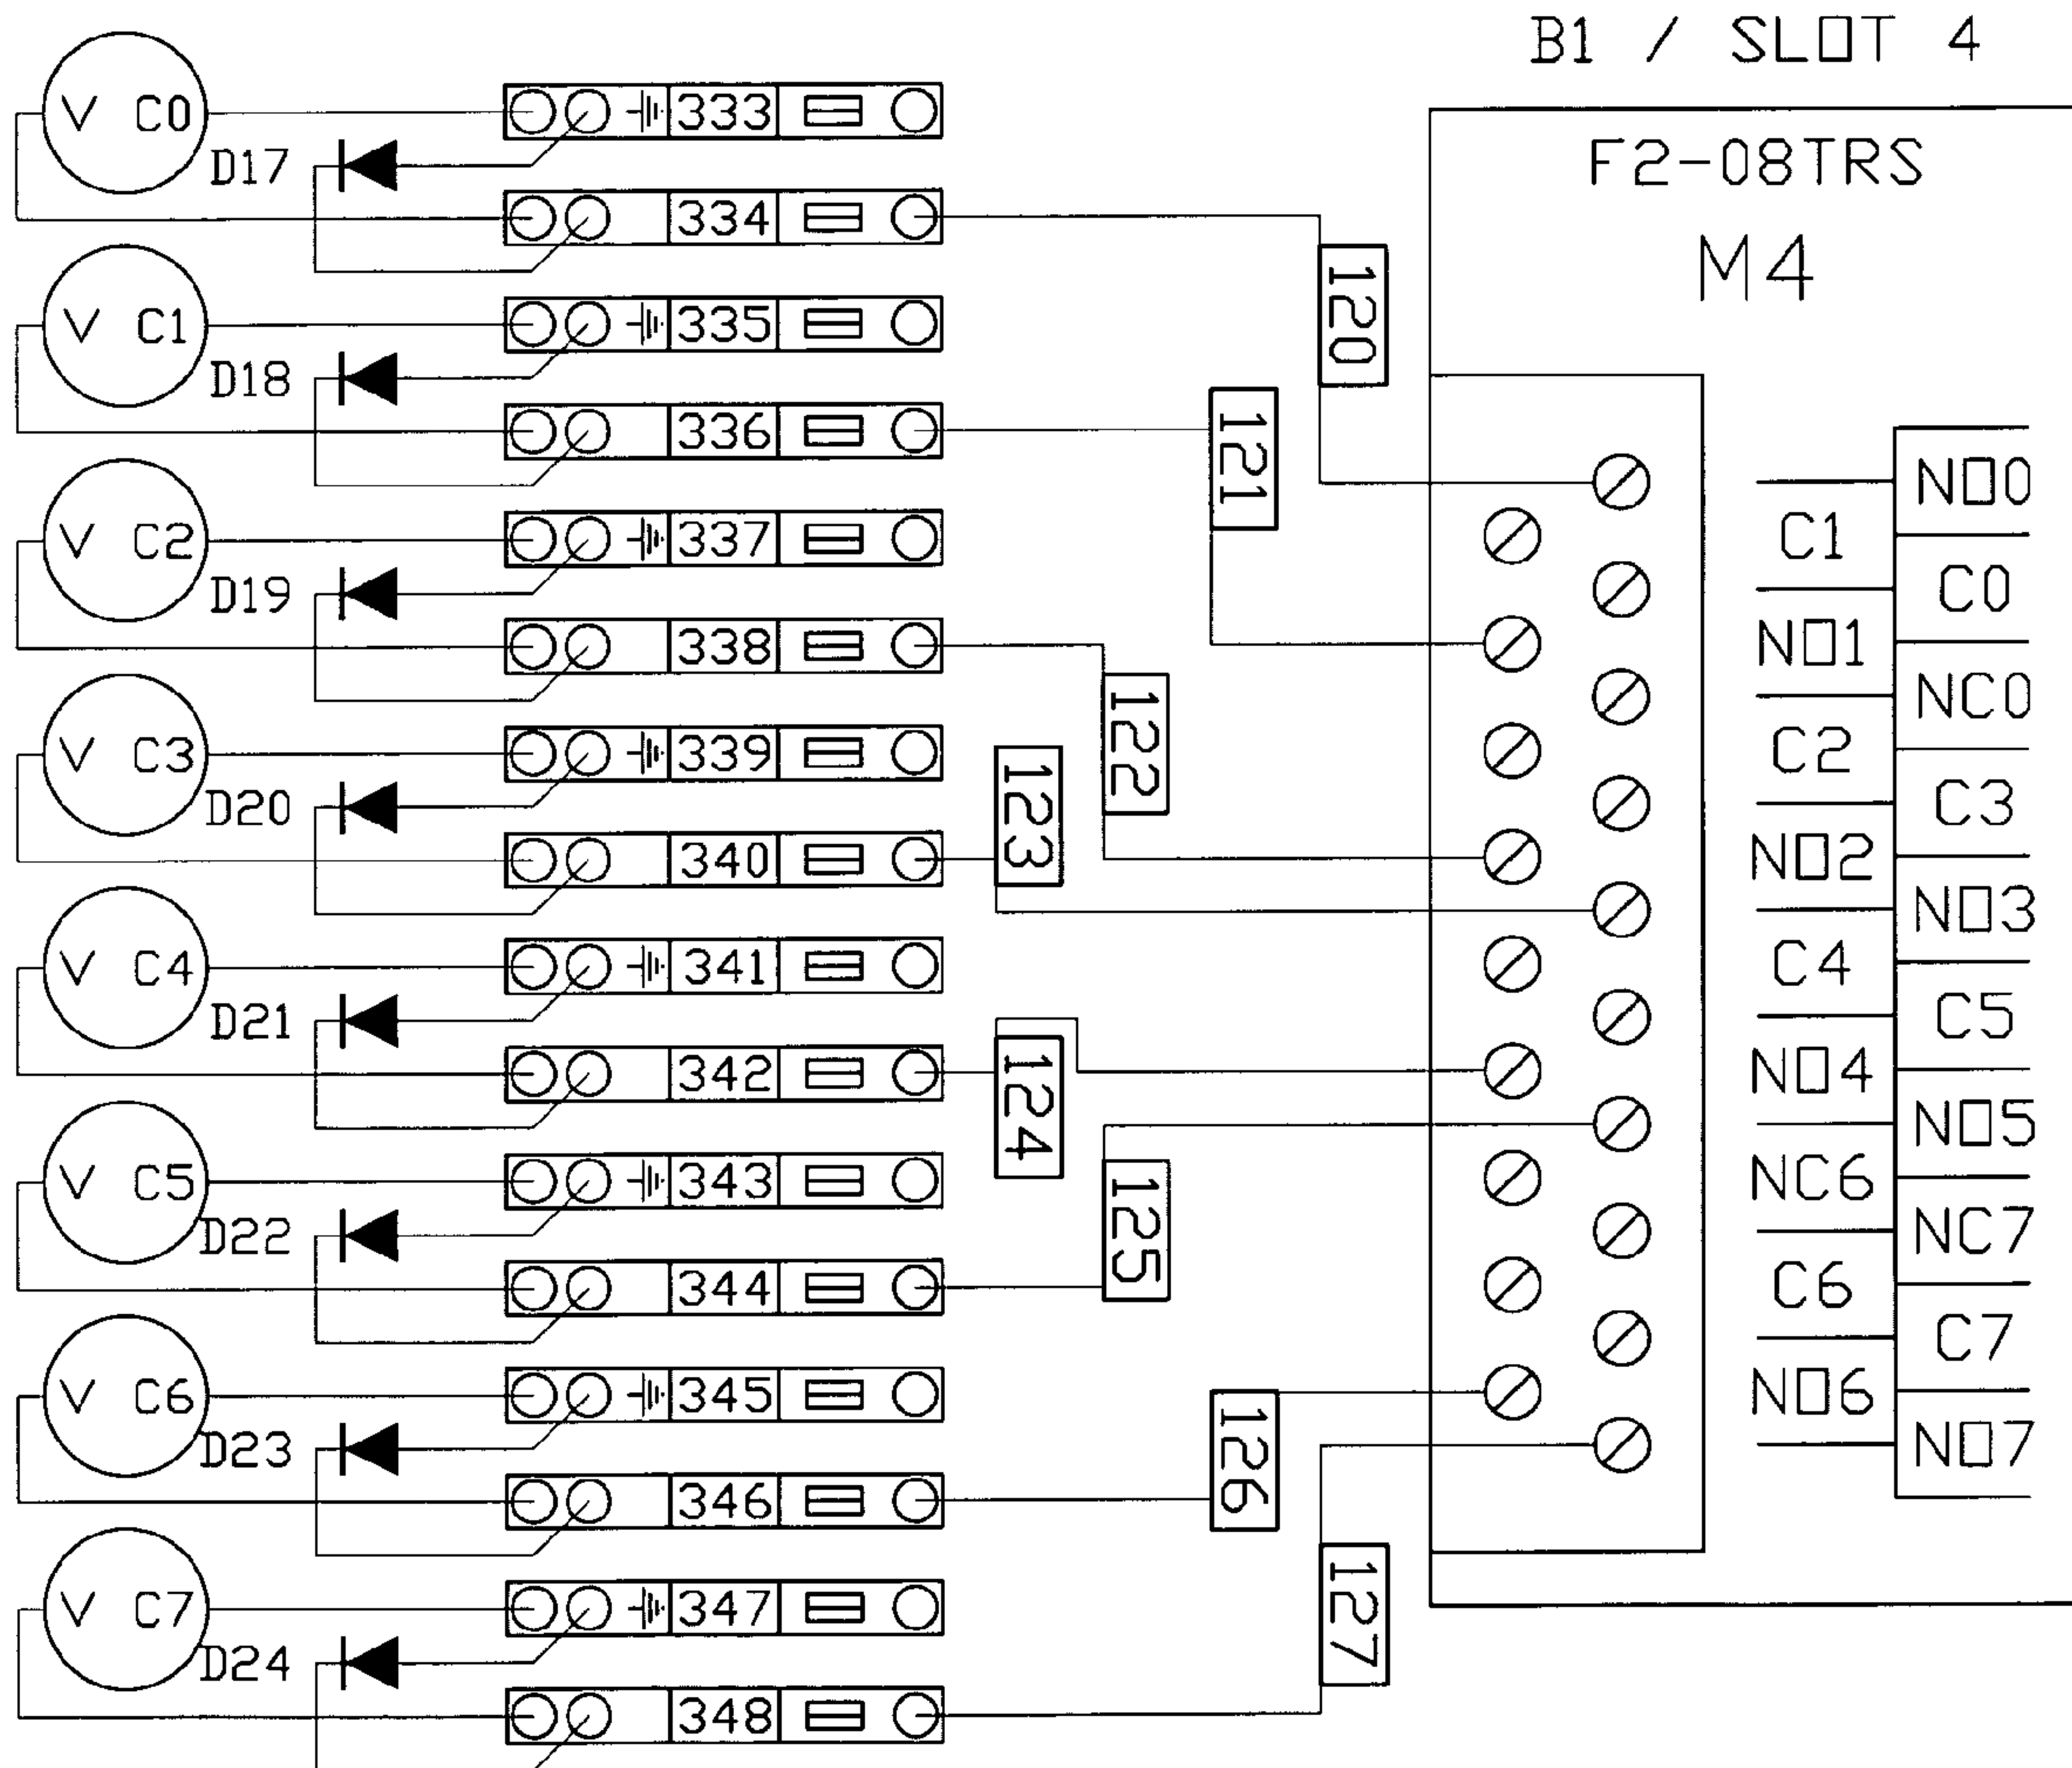 B1 / SLOT 4
F2-08TRS
M4
V C0
D17
333
334
120
V C1
D18
335
336
121
V C2
D19
337
338
122
V C3
D20
339
340
123
V C4
D21
341
342
124
V C5
D22
343
344
125
V C6
D23
345
346
126
V C7
D24
347
348
127
NO0
C1
C0
NO1
NC0
C2
C3
NO2
NO3
C4
C5
NO4
NO5
NC6
NC7
C6
C7
NO6
NO7